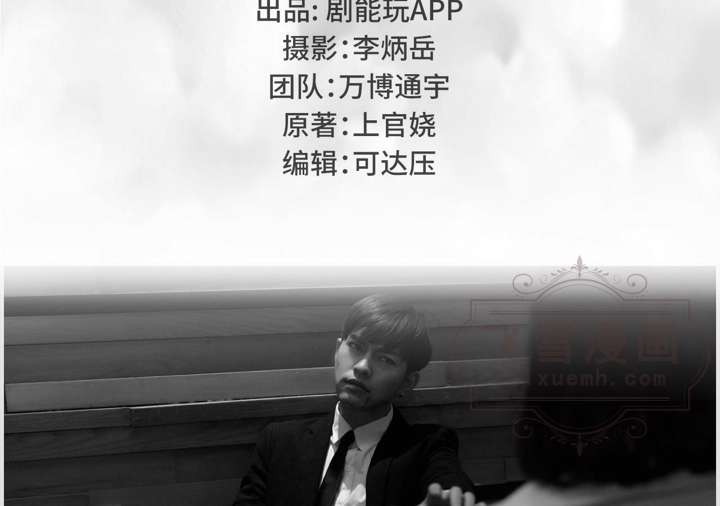 出品: 剧能玩APP
摄影:李炳岳
团队:万博通宇
原著:上官娆
编辑:可达压
雪漫画
xuemh.com